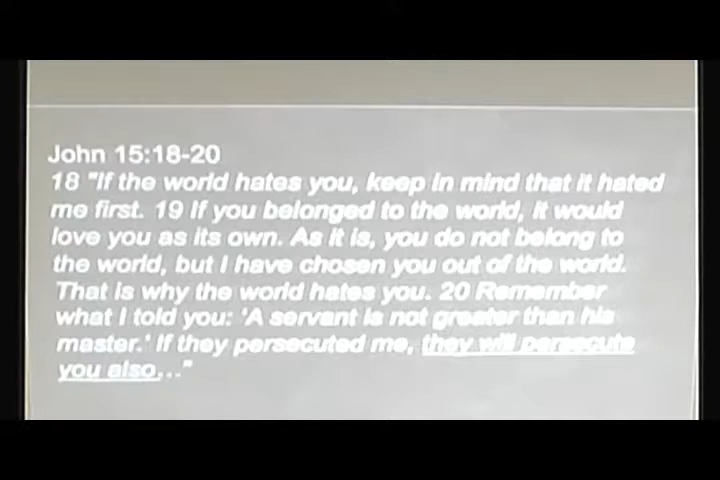 John 15:18-20
18 "If the world hates you, keep in mind that it hated
me first. 19 If you belonged to the world, it would
love you as its own. As it is, you do not belong to
the world, but I have chosen you out of the world.
That is why the world hates you. 20 Remember
what I told you: 'A servant is not greater than his
master.' If they persecuted me, they will persecute
you also..."